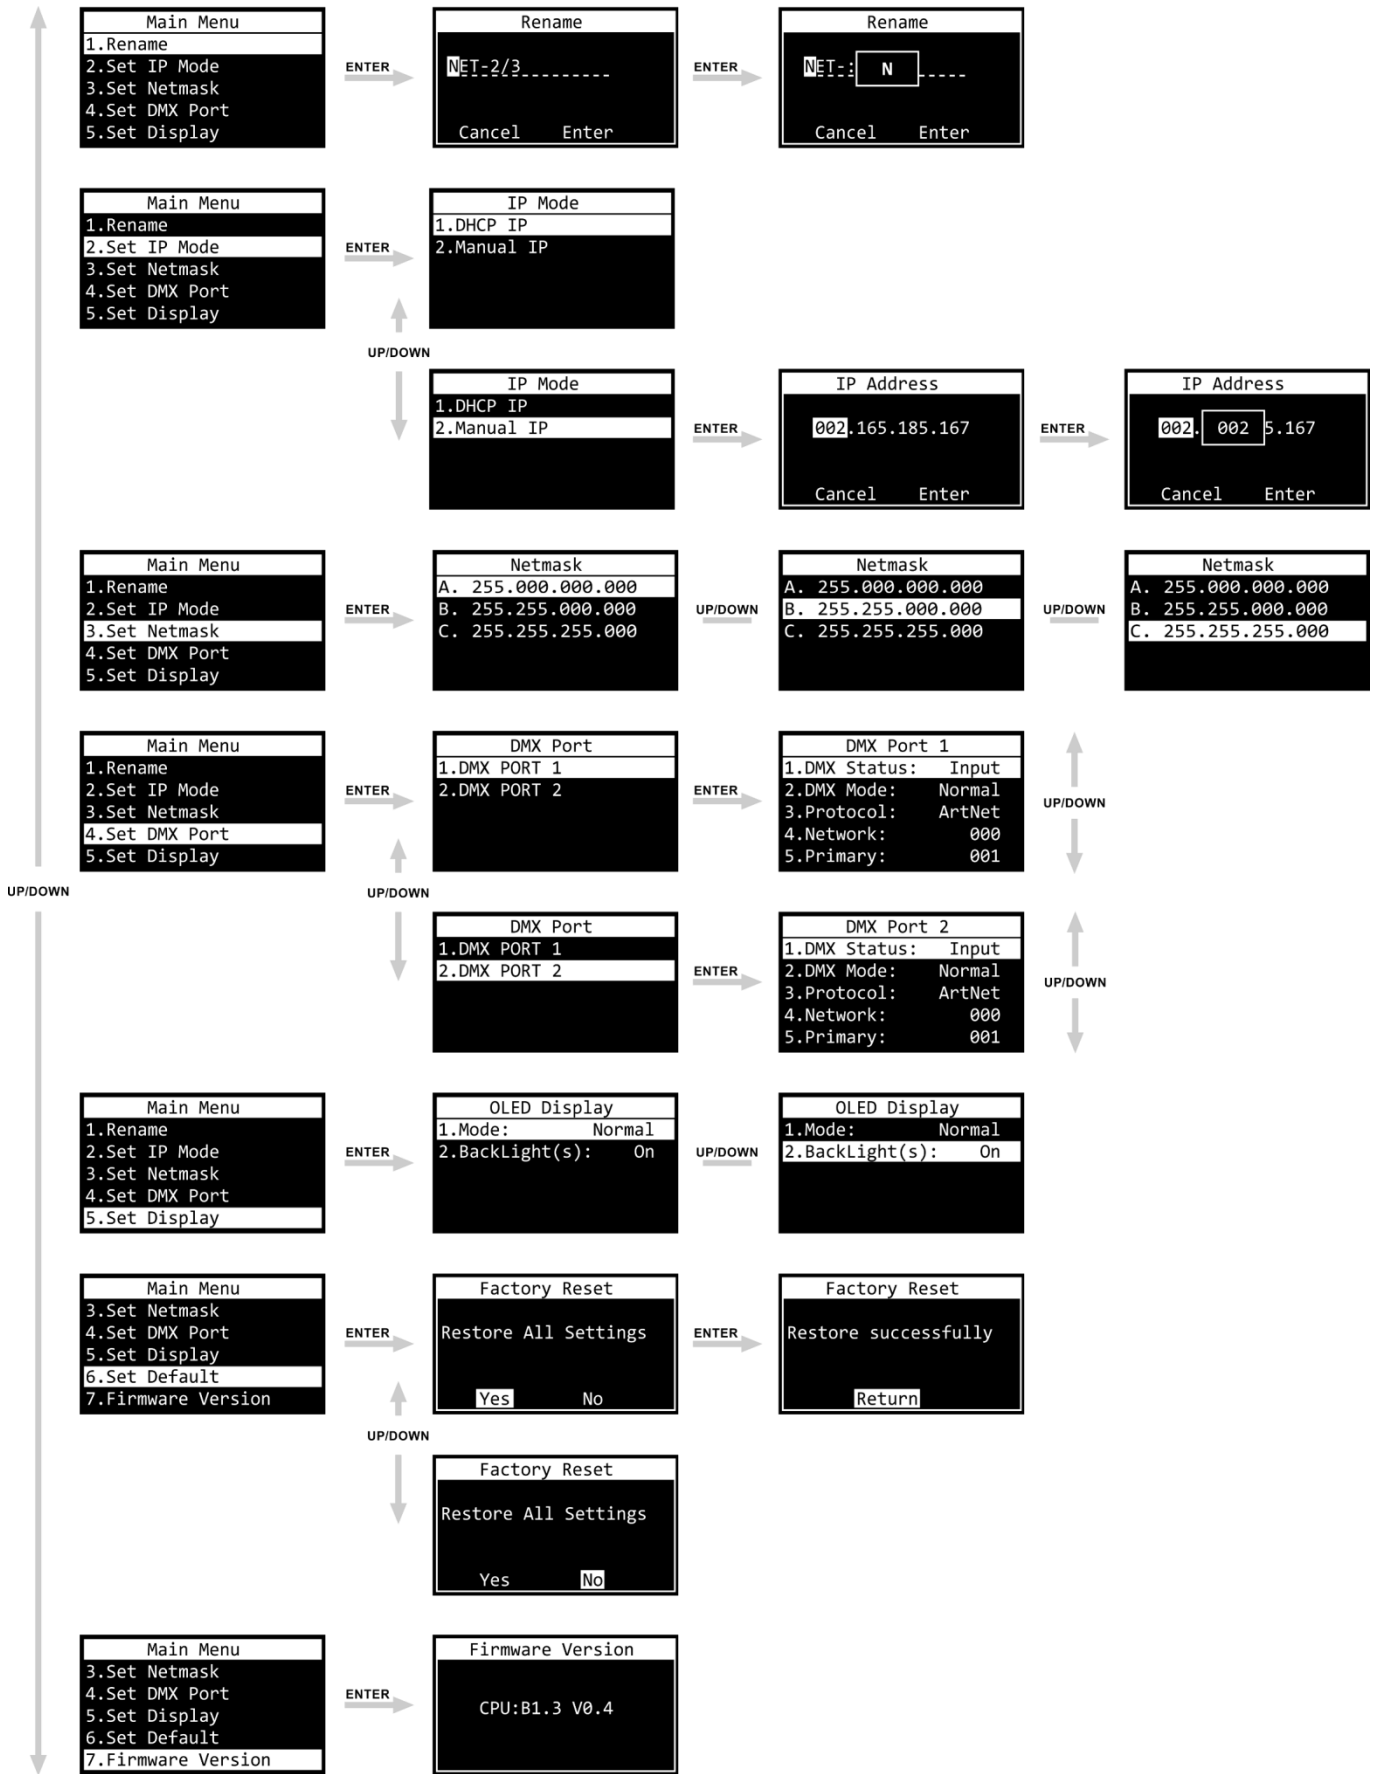 Main Menu
1.Rename
2.Set IP Mode
3.Set Netmask
4.Set DMX Port
5.Set Display
ENTER
Rename
NET-2/3
Cancel Enter
ENTER
Rename
NET-: N
Cancel Enter
Main Menu
1.Rename
2.Set IP Mode
3.Set Netmask
4.Set DMX Port
5.Set Display
ENTER
IP Mode
1.DHCP IP
2.Manual IP
UP/DOWN
IP Mode
1.DHCP IP
2.Manual IP
ENTER
IP Address
002.165.185.167
Cancel Enter
ENTER
IP Address
002. 002 5.167
Cancel Enter
Main Menu
1.Rename
2.Set IP Mode
3.Set Netmask
4.Set DMX Port
5.Set Display
ENTER
Netmask
A. 255.000.000.000
B. 255.255.000.000
C. 255.255.255.000
UP/DOWN
Netmask
A. 255.000.000.000
B. 255.255.000.000
C. 255.255.255.000
UP/DOWN
Netmask
A. 255.000.000.000
B. 255.255.000.000
C. 255.255.255.000
Main Menu
1.Rename
2.Set IP Mode
3.Set Netmask
4.Set DMX Port
5.Set Display
ENTER
DMX Port
1.DMX PORT 1
2.DMX PORT 2
ENTER
DMX Port 1
1.DMX Status: Input
2.DMX Mode: Normal
3.Protocol: ArtNet
4.Network: 000
5.Primary: 001
UP/DOWN
UP/DOWN
UP/DOWN
DMX Port
1.DMX PORT 1
2.DMX PORT 2
ENTER
DMX Port 2
1.DMX Status: Input
2.DMX Mode: Normal
3.Protocol: ArtNet
4.Network: 000
5.Primary: 001
UP/DOWN
Main Menu
1.Rename
2.Set IP Mode
3.Set Netmask
4.Set DMX Port
5.Set Display
ENTER
OLED Display
1.Mode: Normal
2.BackLight(s): On
UP/DOWN
OLED Display
1.Mode: Normal
2.BackLight(s): On
Main Menu
3.Set Netmask
4.Set DMX Port
5.Set Display
6.Set Default
7.Firmware Version
ENTER
Factory Reset
Restore All Settings
Yes No
ENTER
Factory Reset
Restore successfully
Return
UP/DOWN
Factory Reset
Restore All Settings
Yes No
Main Menu
3.Set Netmask
4.Set DMX Port
5.Set Display
6.Set Default
7.Firmware Version
ENTER
Firmware Version
CPU:B1.3 V0.4